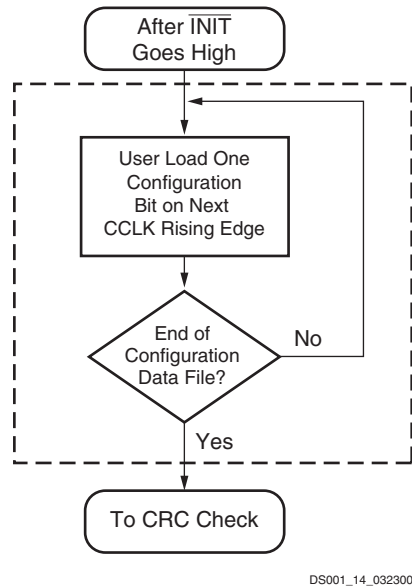 After INIT
Goes High
User Load One
Configuration
Bit on Next
CCLK Rising Edge
End of
Configuration
Data File?
No
Yes
To CRC Check
DS001_14_032300